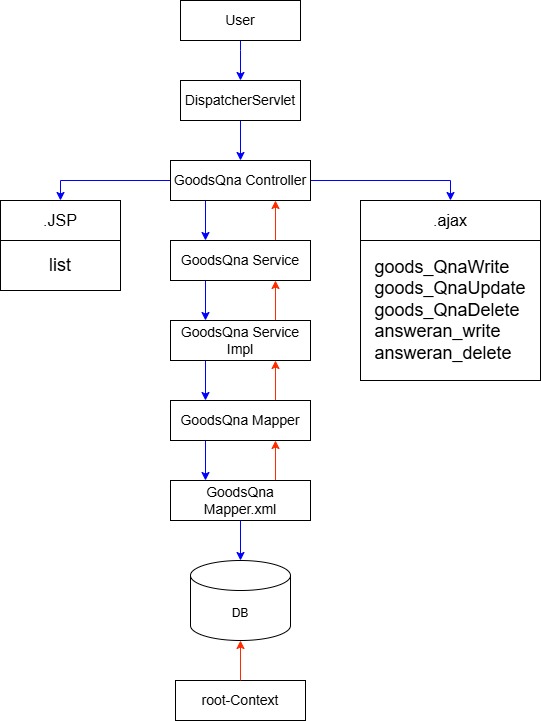 User
DispatcherServlet
GoodsQna Controller
.JSP
list
.ajax
goods_QnaWrite
goods_QnaUpdate
goods_QnaDelete
answeran_write
answeran_delete
GoodsQna Service
GoodsQna Service
Impl
GoodsQna Mapper
GoodsQna
Mapper.xml
DB
root-Context